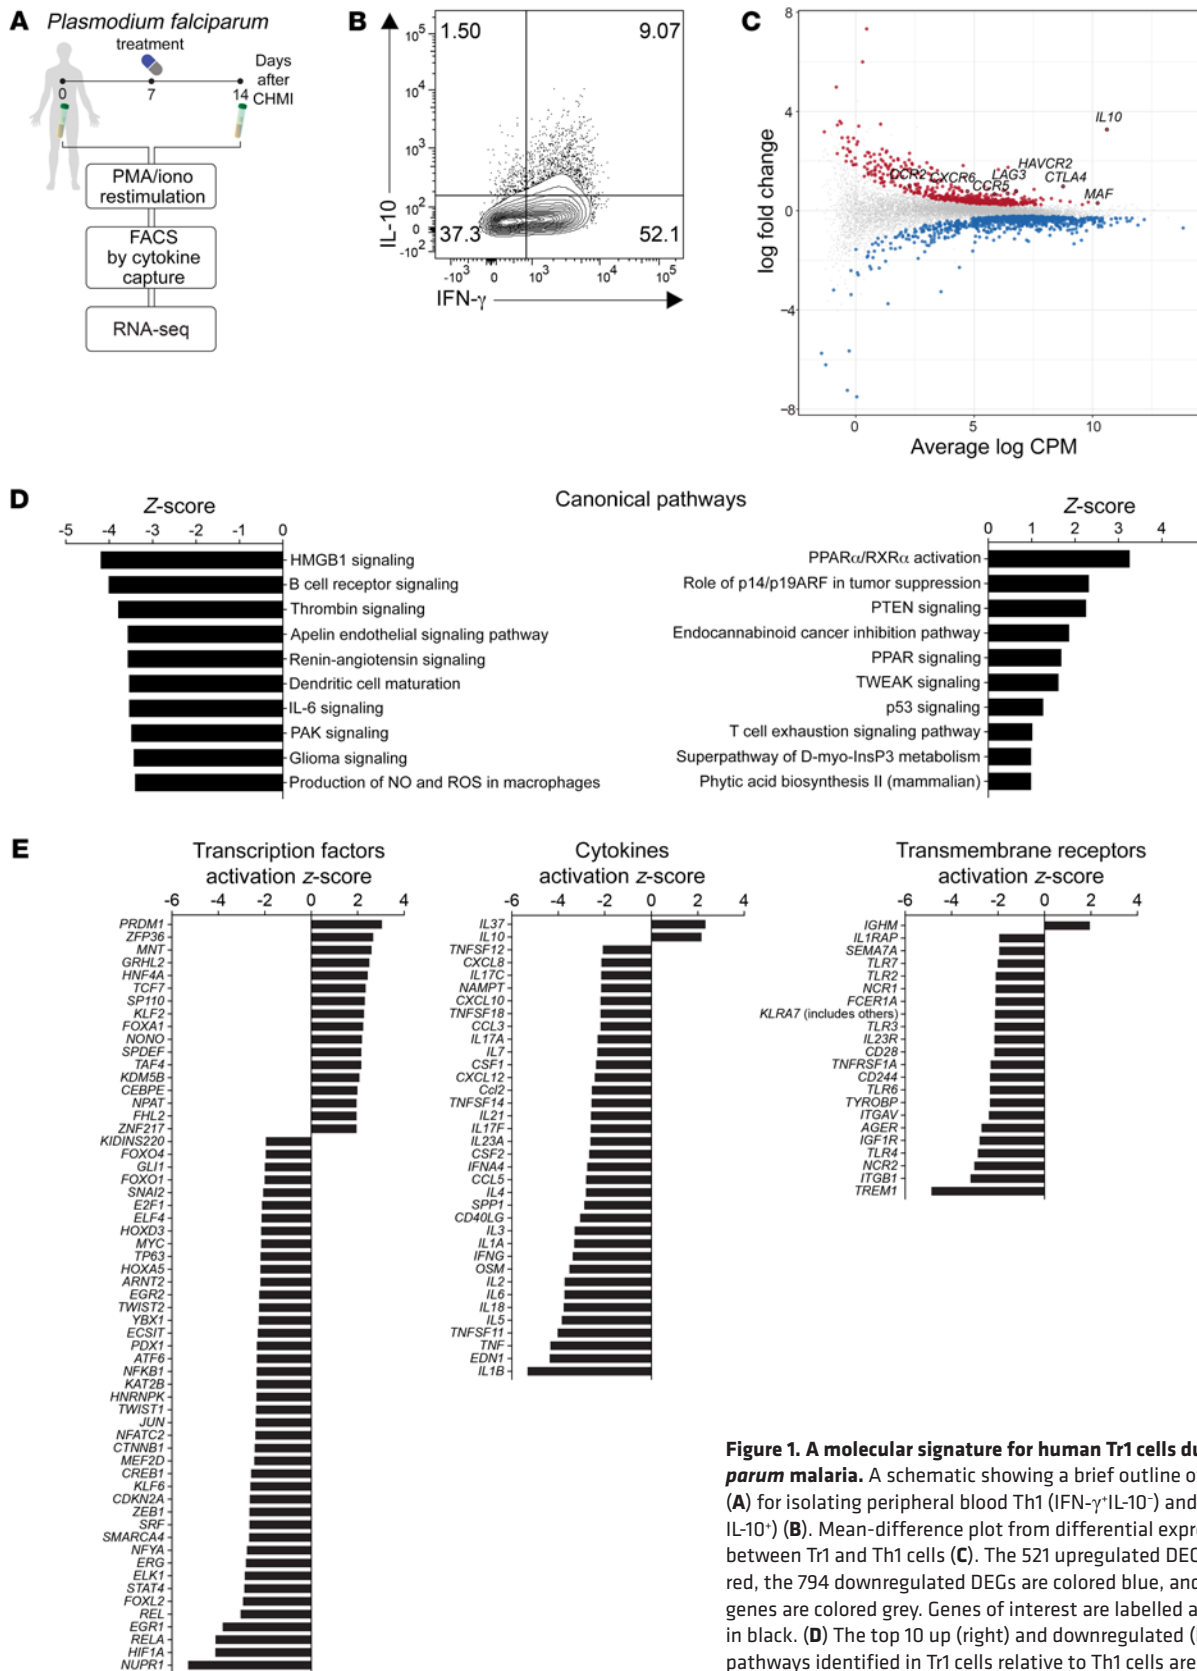 A
Plasmodium falciparum
treatment
Days
after
CHMI
0
7
14
PMA/iono
restimulation
FACS
by cytokine
capture
RNA-seq
B
1.50
9.07
37.3
52.1
10⁵
10⁴
10³
10²
0
-10²
IL-10
-10³
0
10³
10⁴
10⁵
IFN-γ
C
8
4
0
−4
−8
log fold change
IL10
HAVCR2
LAG3
CTLA4
CCR2
CXCR6
CCR5
MAF
0
5
10
Average log CPM
D
Canonical pathways
Z-score
-5 -4 -3 -2 -1 0
HMGB1 signaling
B cell receptor signaling
Thrombin signaling
Apelin endothelial signaling pathway
Renin-angiotensin signaling
Dendritic cell maturation
IL-6 signaling
PAK signaling
Glioma signaling
Production of NO and ROS in macrophages
Z-score
0 1 2 3 4
PPARα/RXRα activation
Role of p14/p19ARF in tumor suppression
PTEN signaling
Endocannabinoid cancer inhibition pathway
PPAR signaling
TWEAK signaling
p53 signaling
T cell exhaustion signaling pathway
Superpathway of D-myo-InsP3 metabolism
Phytic acid biosynthesis II (mammalian)
E
Transcription factors
activation z-score
-6 -4 -2 0 2 4
PRDM1
ZFP36
MNT
GRHL2
HNF4A
TCF7
SP110
KLF2
FOXA1
NONO
SPDEF
TAF4
KDM5B
CEBPE
NPAT
FHL2
ZNF217
KIDINS220
FOXO4
GLI1
FOXO1
SNAI2
E2F1
ELF4
HOXD3
MYC
TP63
HOXA5
ARNT2
EGR2
TWIST2
YBX1
ECSIT
PDX1
ATF6
NFKB1
KAT2B
HNRNPK
TWIST1
JUN
NFATC2
CTNNB1
MEF2D
CREB1
KLF6
CDKN2A
ZEB1
SRF
SMARCA4
NFYA
ERG
ELK1
STAT4
FOXL2
REL
EGR1
RELA
HIF1A
NUPR1
Cytokines
activation z-score
-6 -4 -2 0 2 4
IL37
IL10
TNFSF12
CXCL8
IL17C
NAMPT
CXCL10
TNFSF18
CCL3
IL17A
IL7
CSF1
CXCL12
Ccl2
TNFSF14
IL21
IL17F
IL23A
CSF2
IFNA4
CCL5
IL4
SPP1
CD40LG
IL3
IL1A
IFNG
OSM
IL2
IL6
IL18
IL5
TNFSF11
TNF
EDN1
IL1B
Transmembrane receptors
activation z-score
-6 -4 -2 0 2 4
IGHM
IL1RAP
SEMA7A
TLR7
TLR2
NCR1
FCER1A
KLRA7 (includes others)
TLR3
IL23R
CD28
TNFRSF1A
CD244
TLR6
TYROBP
ITGAV
AGER
IGF1R
TLR4
NCR2
ITGB1
TREM1
Figure 1. A molecular signature for human Tr1 cells du
parum malaria. A schematic showing a brief outline o
(A) for isolating peripheral blood Th1 (IFN-γ⁺IL-10⁻) and
IL-10⁺) (B). Mean-difference plot from differential expre
between Tr1 and Th1 cells (C). The 521 upregulated DEG
red, the 794 downregulated DEGs are colored blue, and
genes are colored grey. Genes of interest are labelled a
in black. (D) The top 10 up (right) and downregulated (
pathways identified in Tr1 cells relative to Th1 cells are